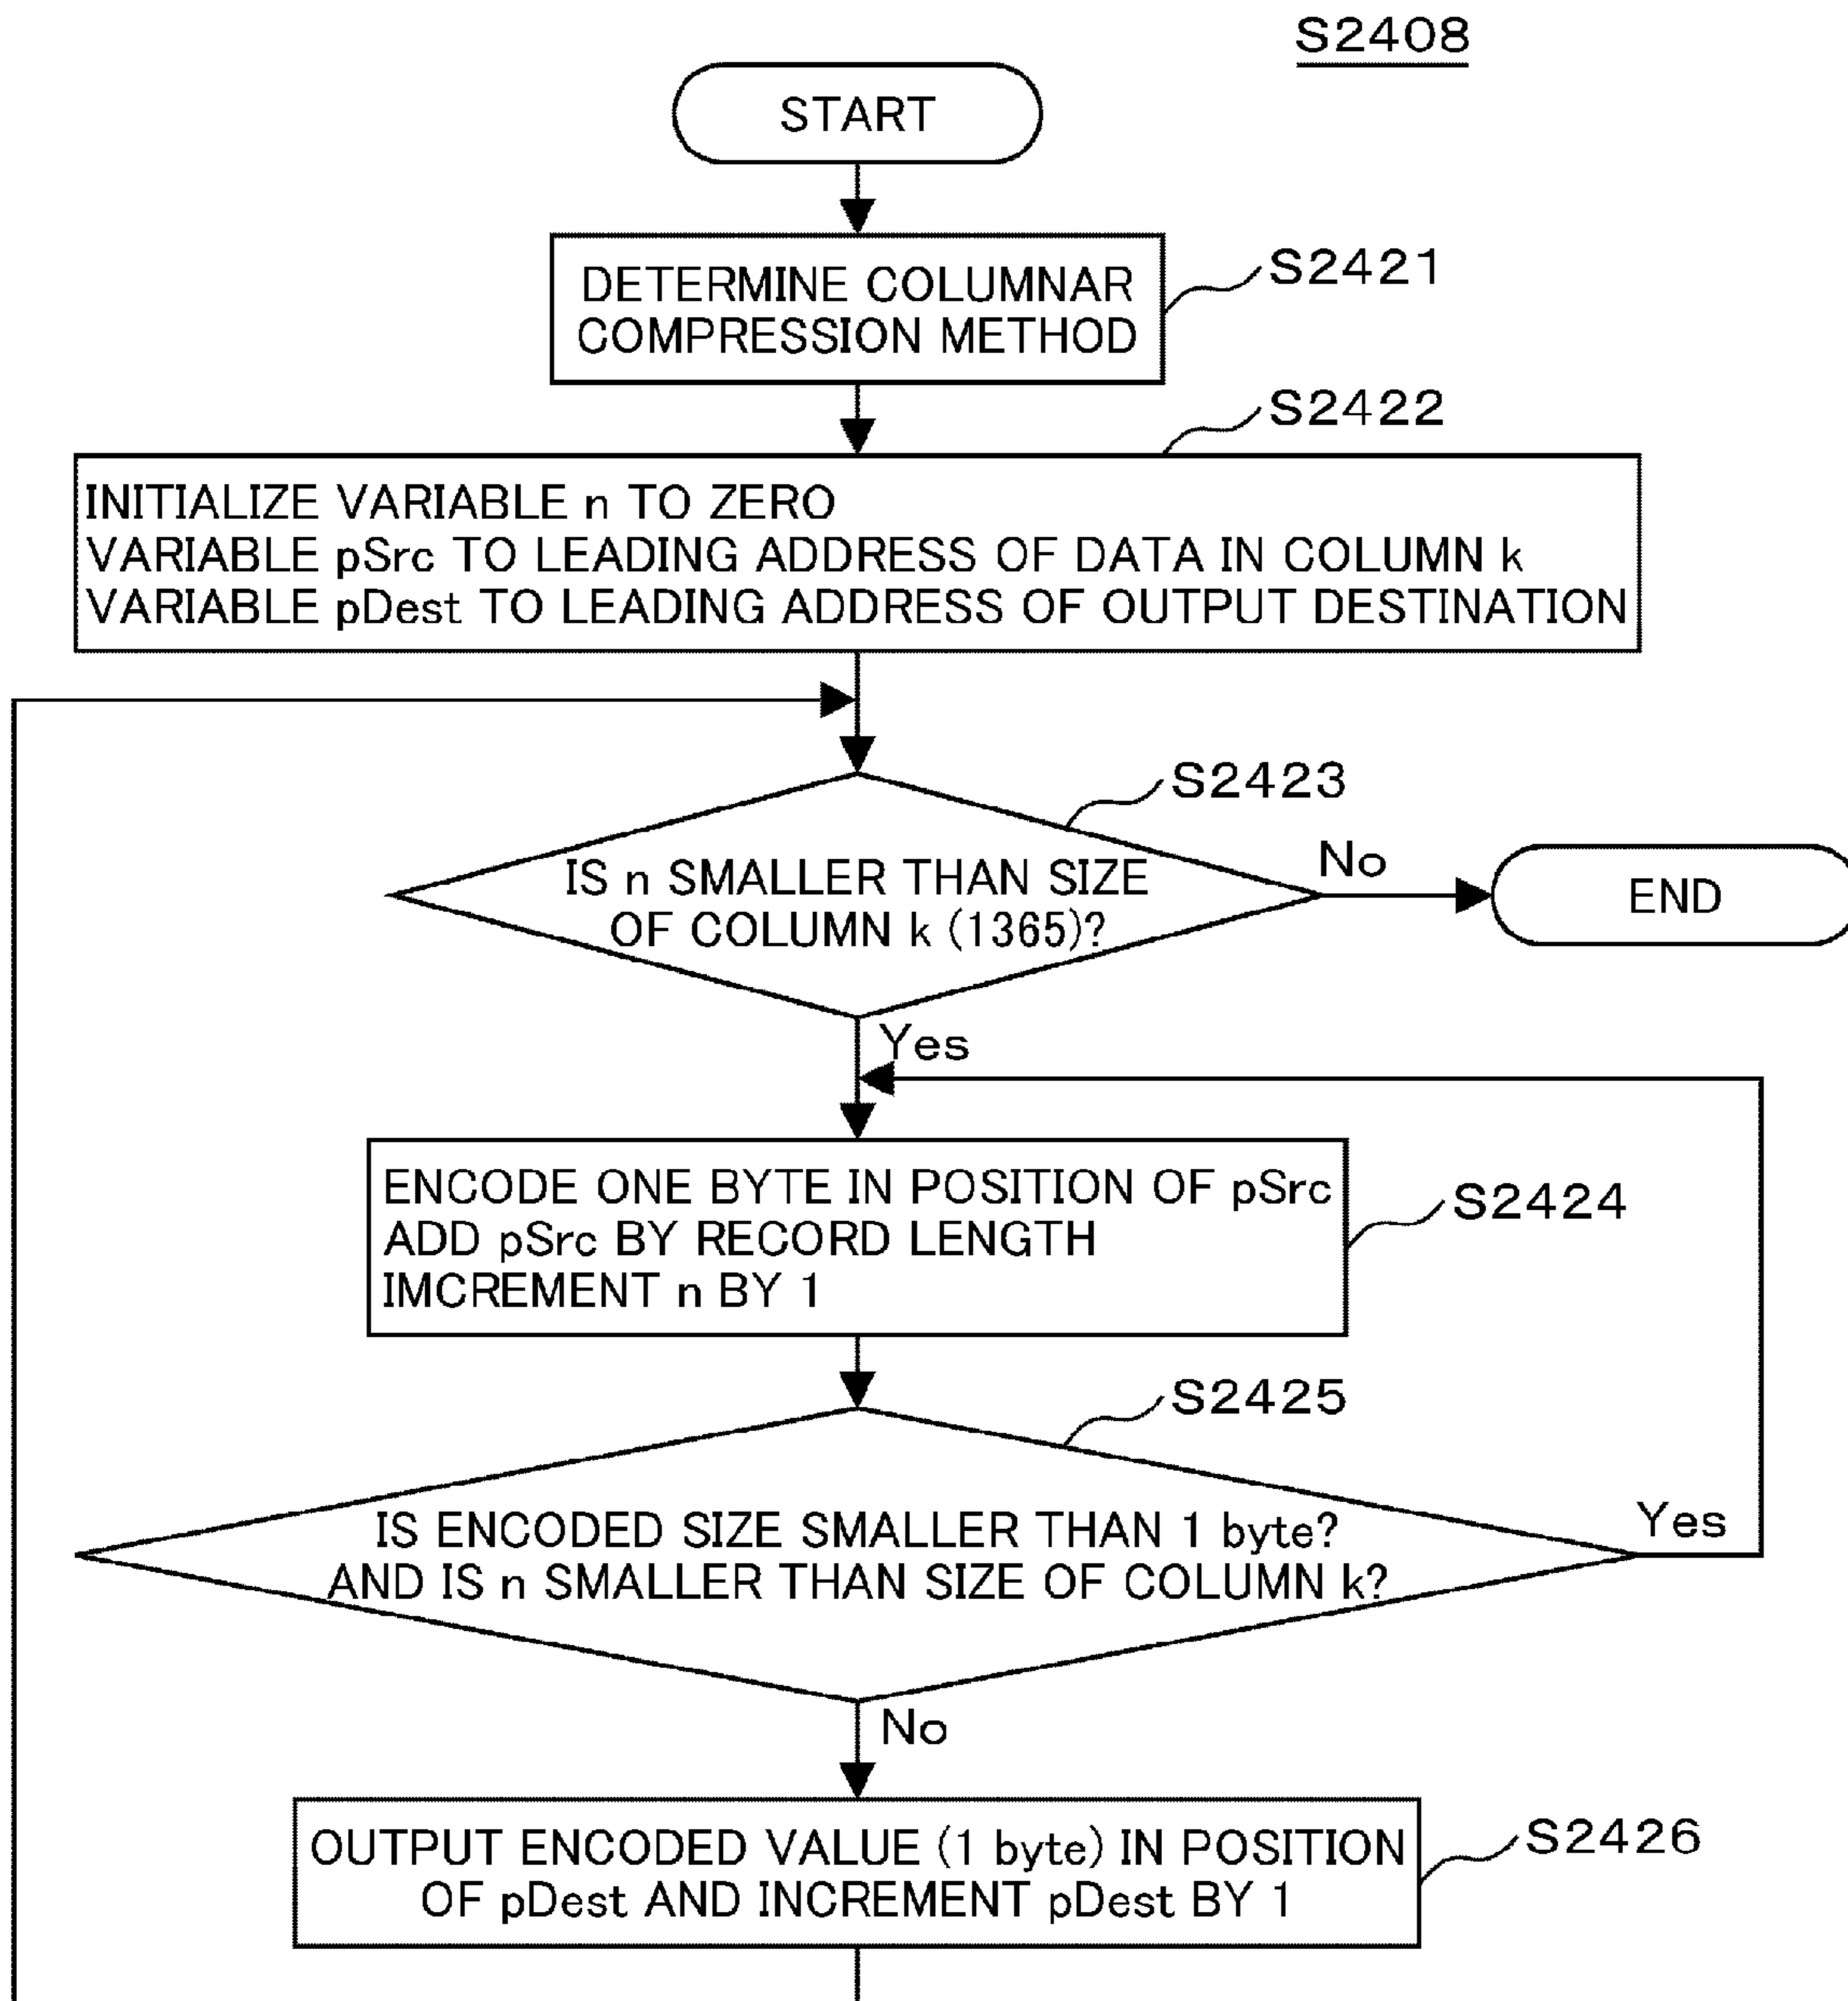 S2408
START
DETERMINE COLUMNAR
COMPRESSION METHOD
S2421
S2422
INITIALIZE VARIABLE n TO ZERO
VARIABLE pSrc TO LEADING ADDRESS OF DATA IN COLUMN k
VARIABLE pDest TO LEADING ADDRESS OF OUTPUT DESTINATION
S2423
IS n SMALLER THAN SIZE
OF COLUMN k (1365)?
No
END
Yes
ENCODE ONE BYTE IN POSITION OF pSrc
ADD pSrc BY RECORD LENGTH
IMCREMENT n BY 1
S2424
S2425
IS ENCODED SIZE SMALLER THAN 1 byte?
AND IS n SMALLER THAN SIZE OF COLUMN k?
Yes
No
OUTPUT ENCODED VALUE (1 byte) IN POSITION
OF pDest AND INCREMENT pDest BY 1
S2426